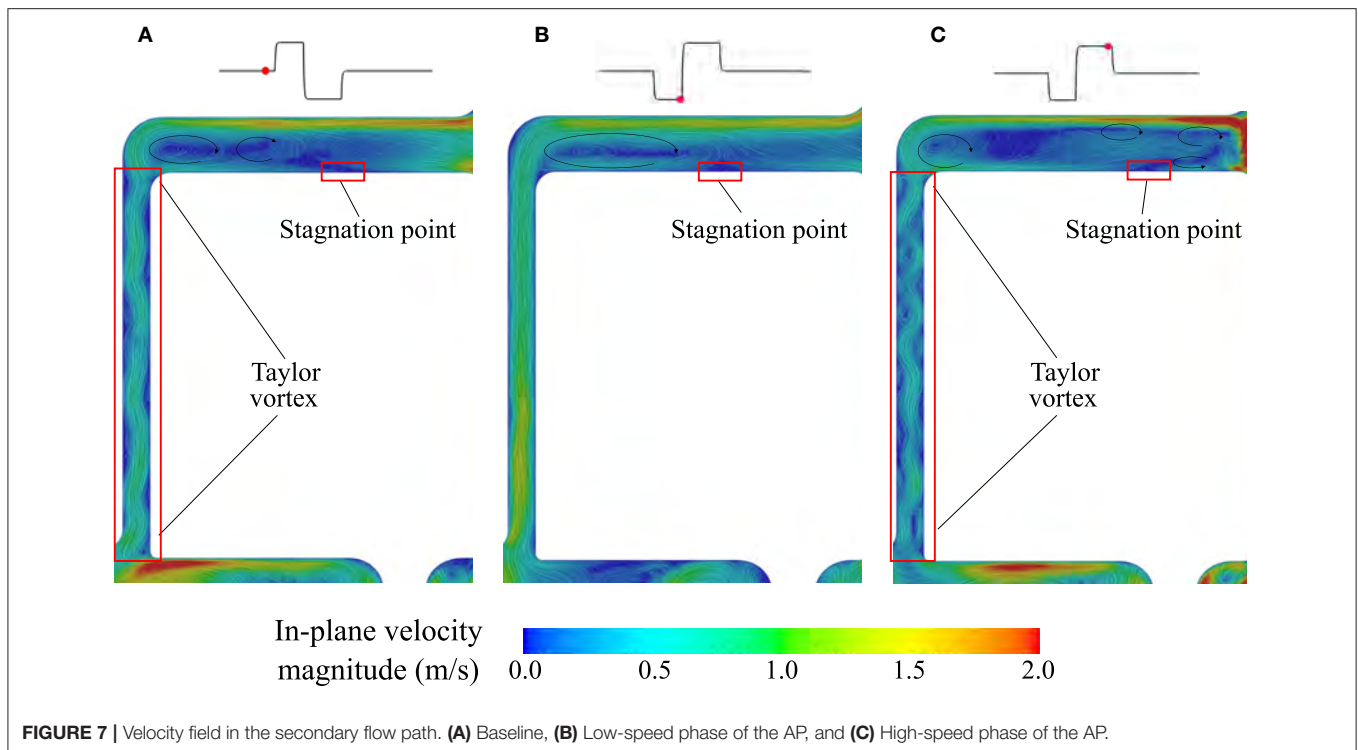 A
B
C
Stagnation point
Stagnation point
Stagnation point
Taylor
vortex
Taylor
vortex
In-plane velocity
magnitude (m/s)
0.0
0.5
1.0
1.5
2.0
FIGURE 7 | Velocity field in the secondary flow path. (A) Baseline, (B) Low-speed phase of the AP, and (C) High-speed phase of the AP.